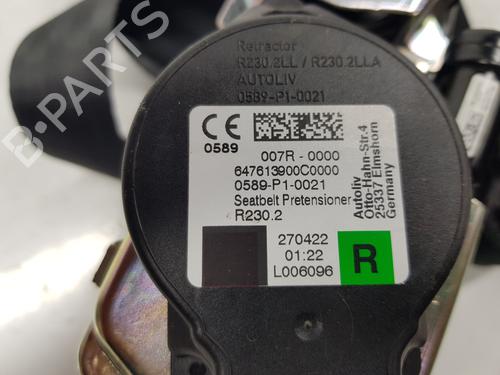 Retractor
R230.2LL / R230.2LLA
AUTOLIV
0589-P1-0021
CE
0589
007R - 0000
647613900C0000
0589-P1-0021
Seatbelt Pretensioner
R230.2
Autoliv
Otto-Hahn-Str.4
25337 Elmshorn
Germany
270422
01:22
L006096
R
B-PARTS